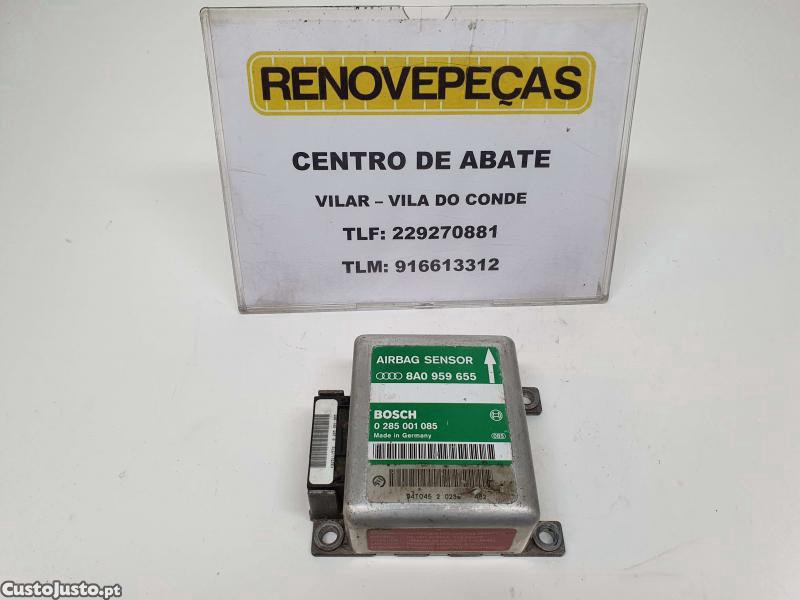 RENOVEPEÇAS
CENTRO DE ABATE
VILAR – VILA DO CONDE
TLF: 229270881
TLM: 916613312
AIRBAG SENSOR
8A0 959 655
BOSCH
0 285 001 085
Made in Germany
085
CustoJusto.pt